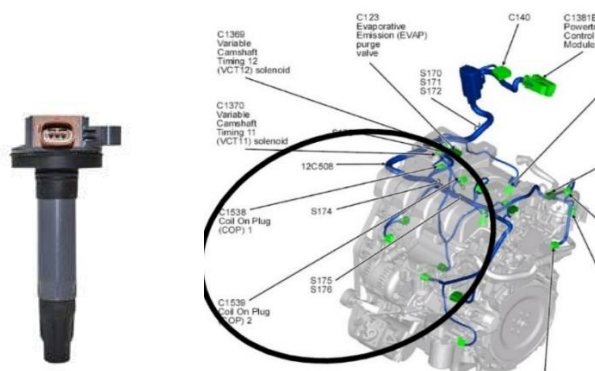 C1369
Variable
Camshaft
Timing 12
(VCT12) solenoid
C123
Evaporative
Emission (EVAP)
purge
valve
C140
C1381E
Powert
Control
Module
S170
S171
S172
C1370
Variable
Camshaft
Timing 11
(VCT11) solenoid
12C508
C1538
Coil On Plug
(COP) 1
S174
S175
S176
C1539
Coil On Plug
(COP) 2